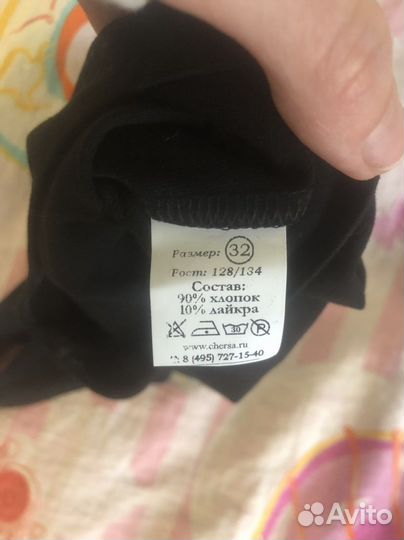 Размер: 32
Рост: 128/134
Состав:
90% хлопок
10% лайкра
30 P
www.chersa.ru
8 (495) 727-15-40
Avito